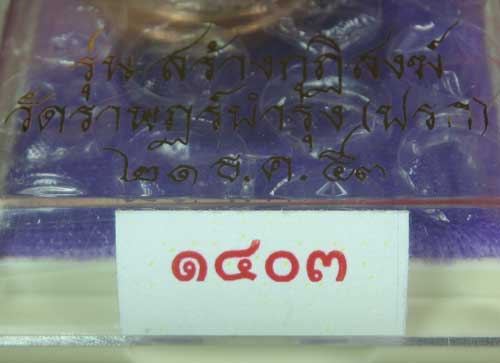 รุ่น สร้างกุฏิสงฆ์
วัดราษฎร์บำรุง
๒๑ ธ.ค. ๕๓
๑๔๐๓